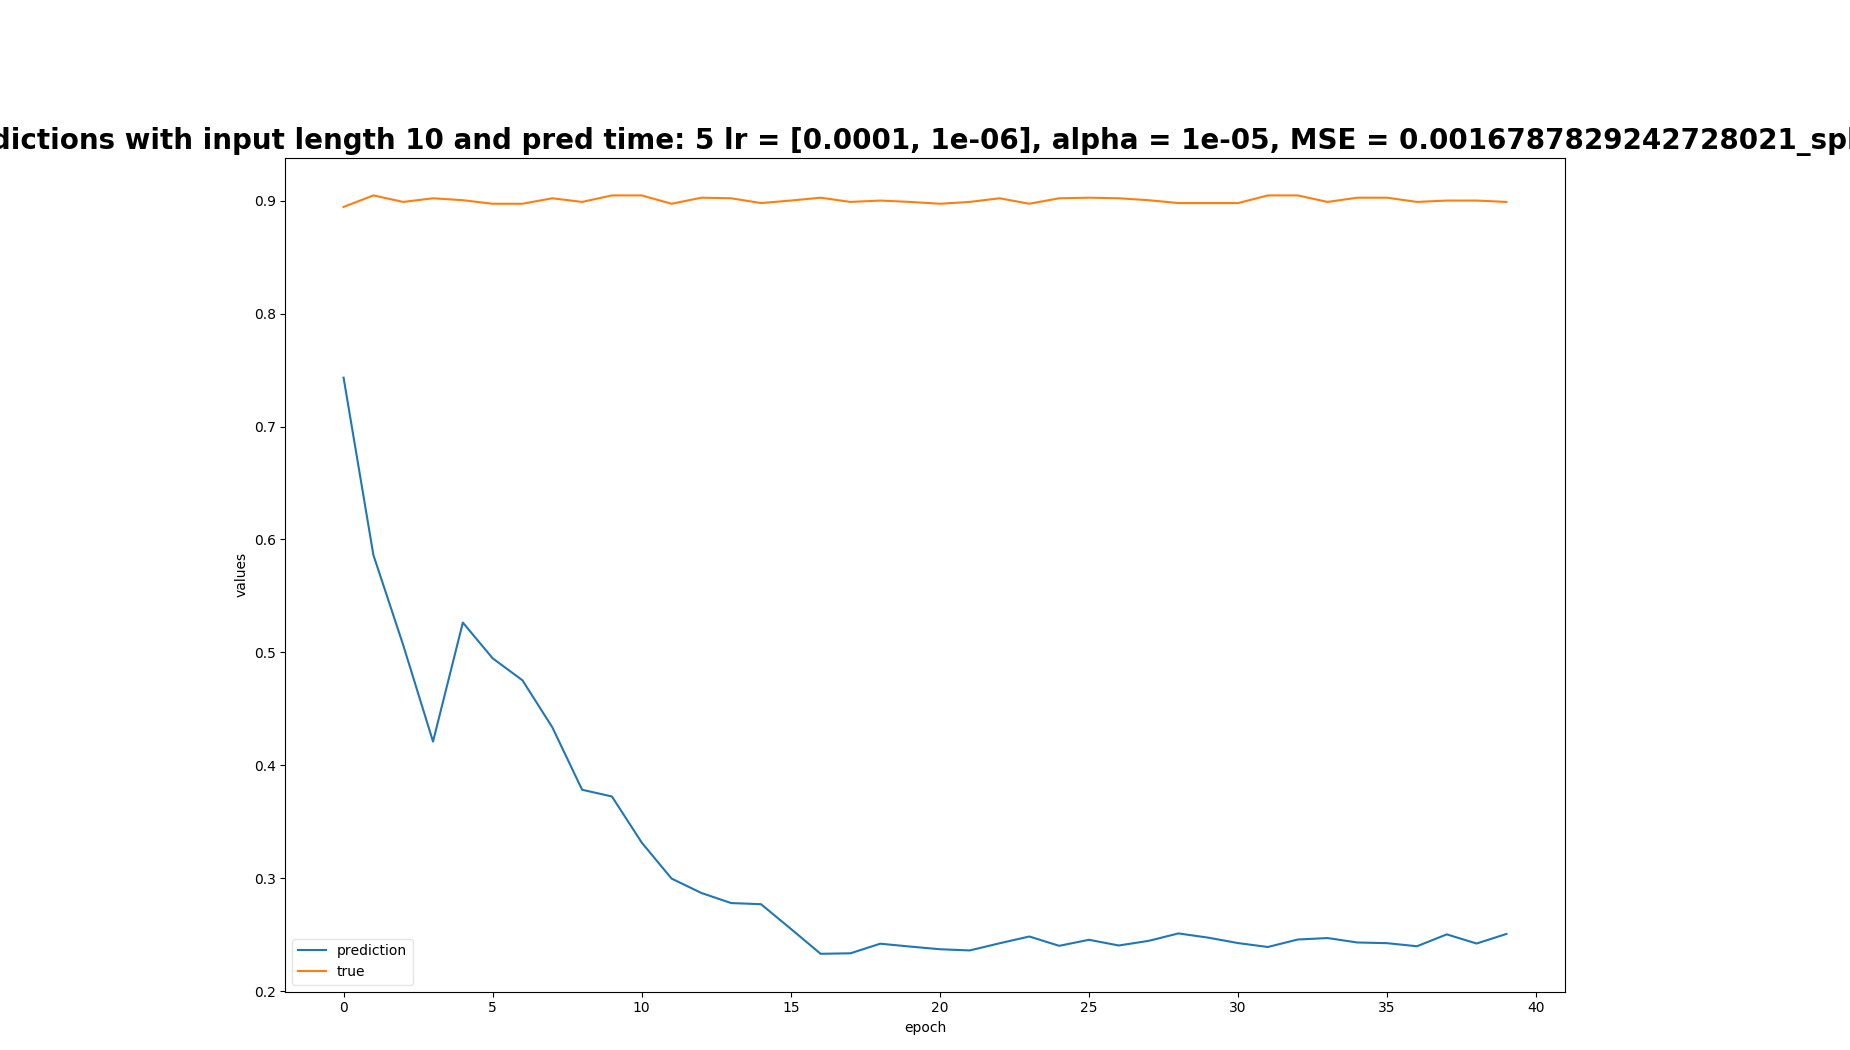 dictions with input length 10 and pred time: 5 lr = [0.0001, 1e-06], alpha = 1e-05, MSE = 0.0016787829242728021_spl
0.9
0.8
0.7
0.6
0.5
0.4
0.3
0.2
values
prediction
true
0 5 10 15 20 25 30 35 40
epoch